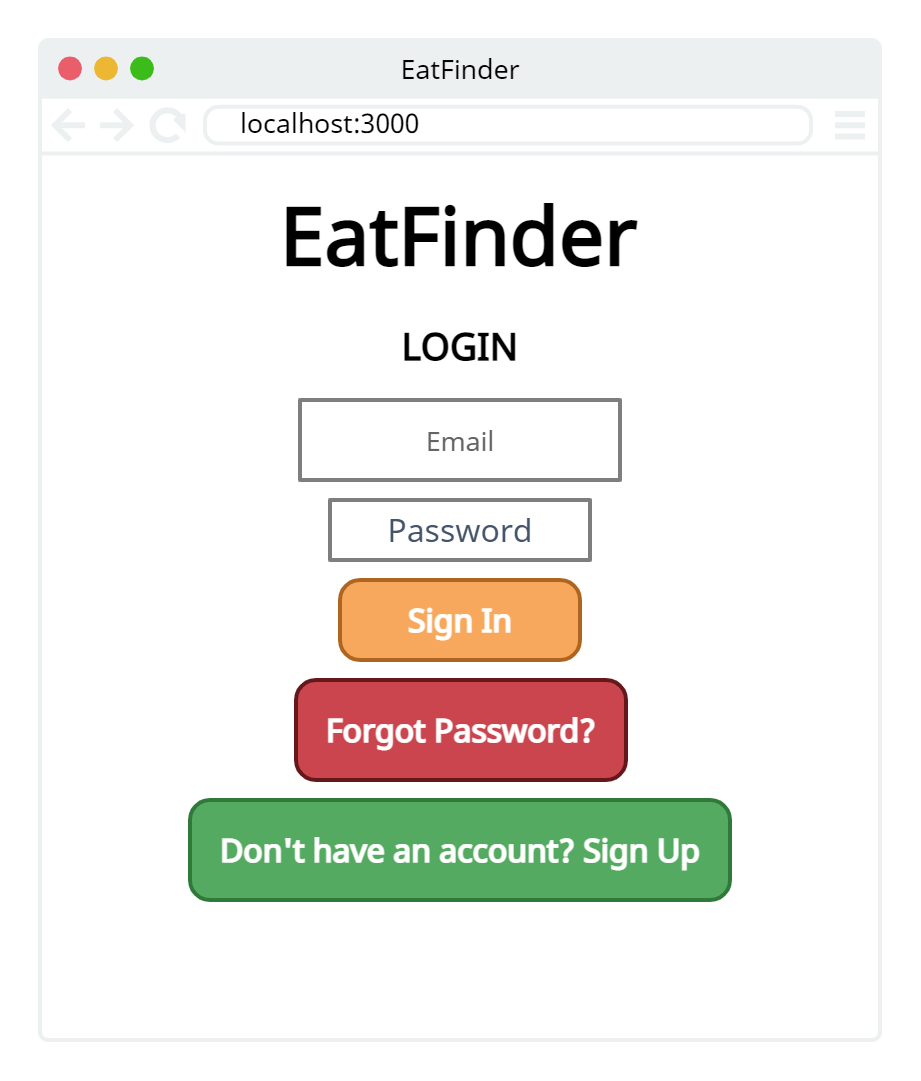 EatFinder
localhost:3000
EatFinder
LOGIN
Email
Password
Sign In
Forgot Password?
Don't have an account? Sign Up